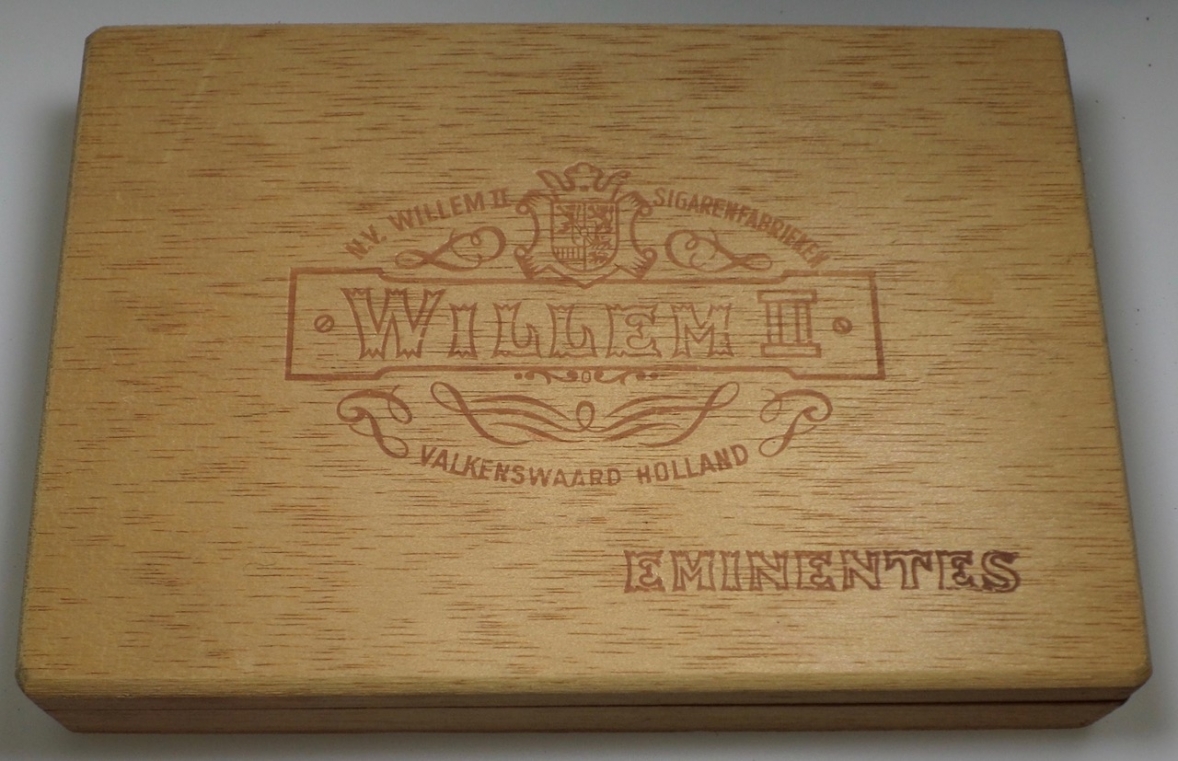 N.V. WILLEM II SIGARENFABRIEKEN
WILLEM II
VALKENSWAARD HOLLAND
EMINENTES